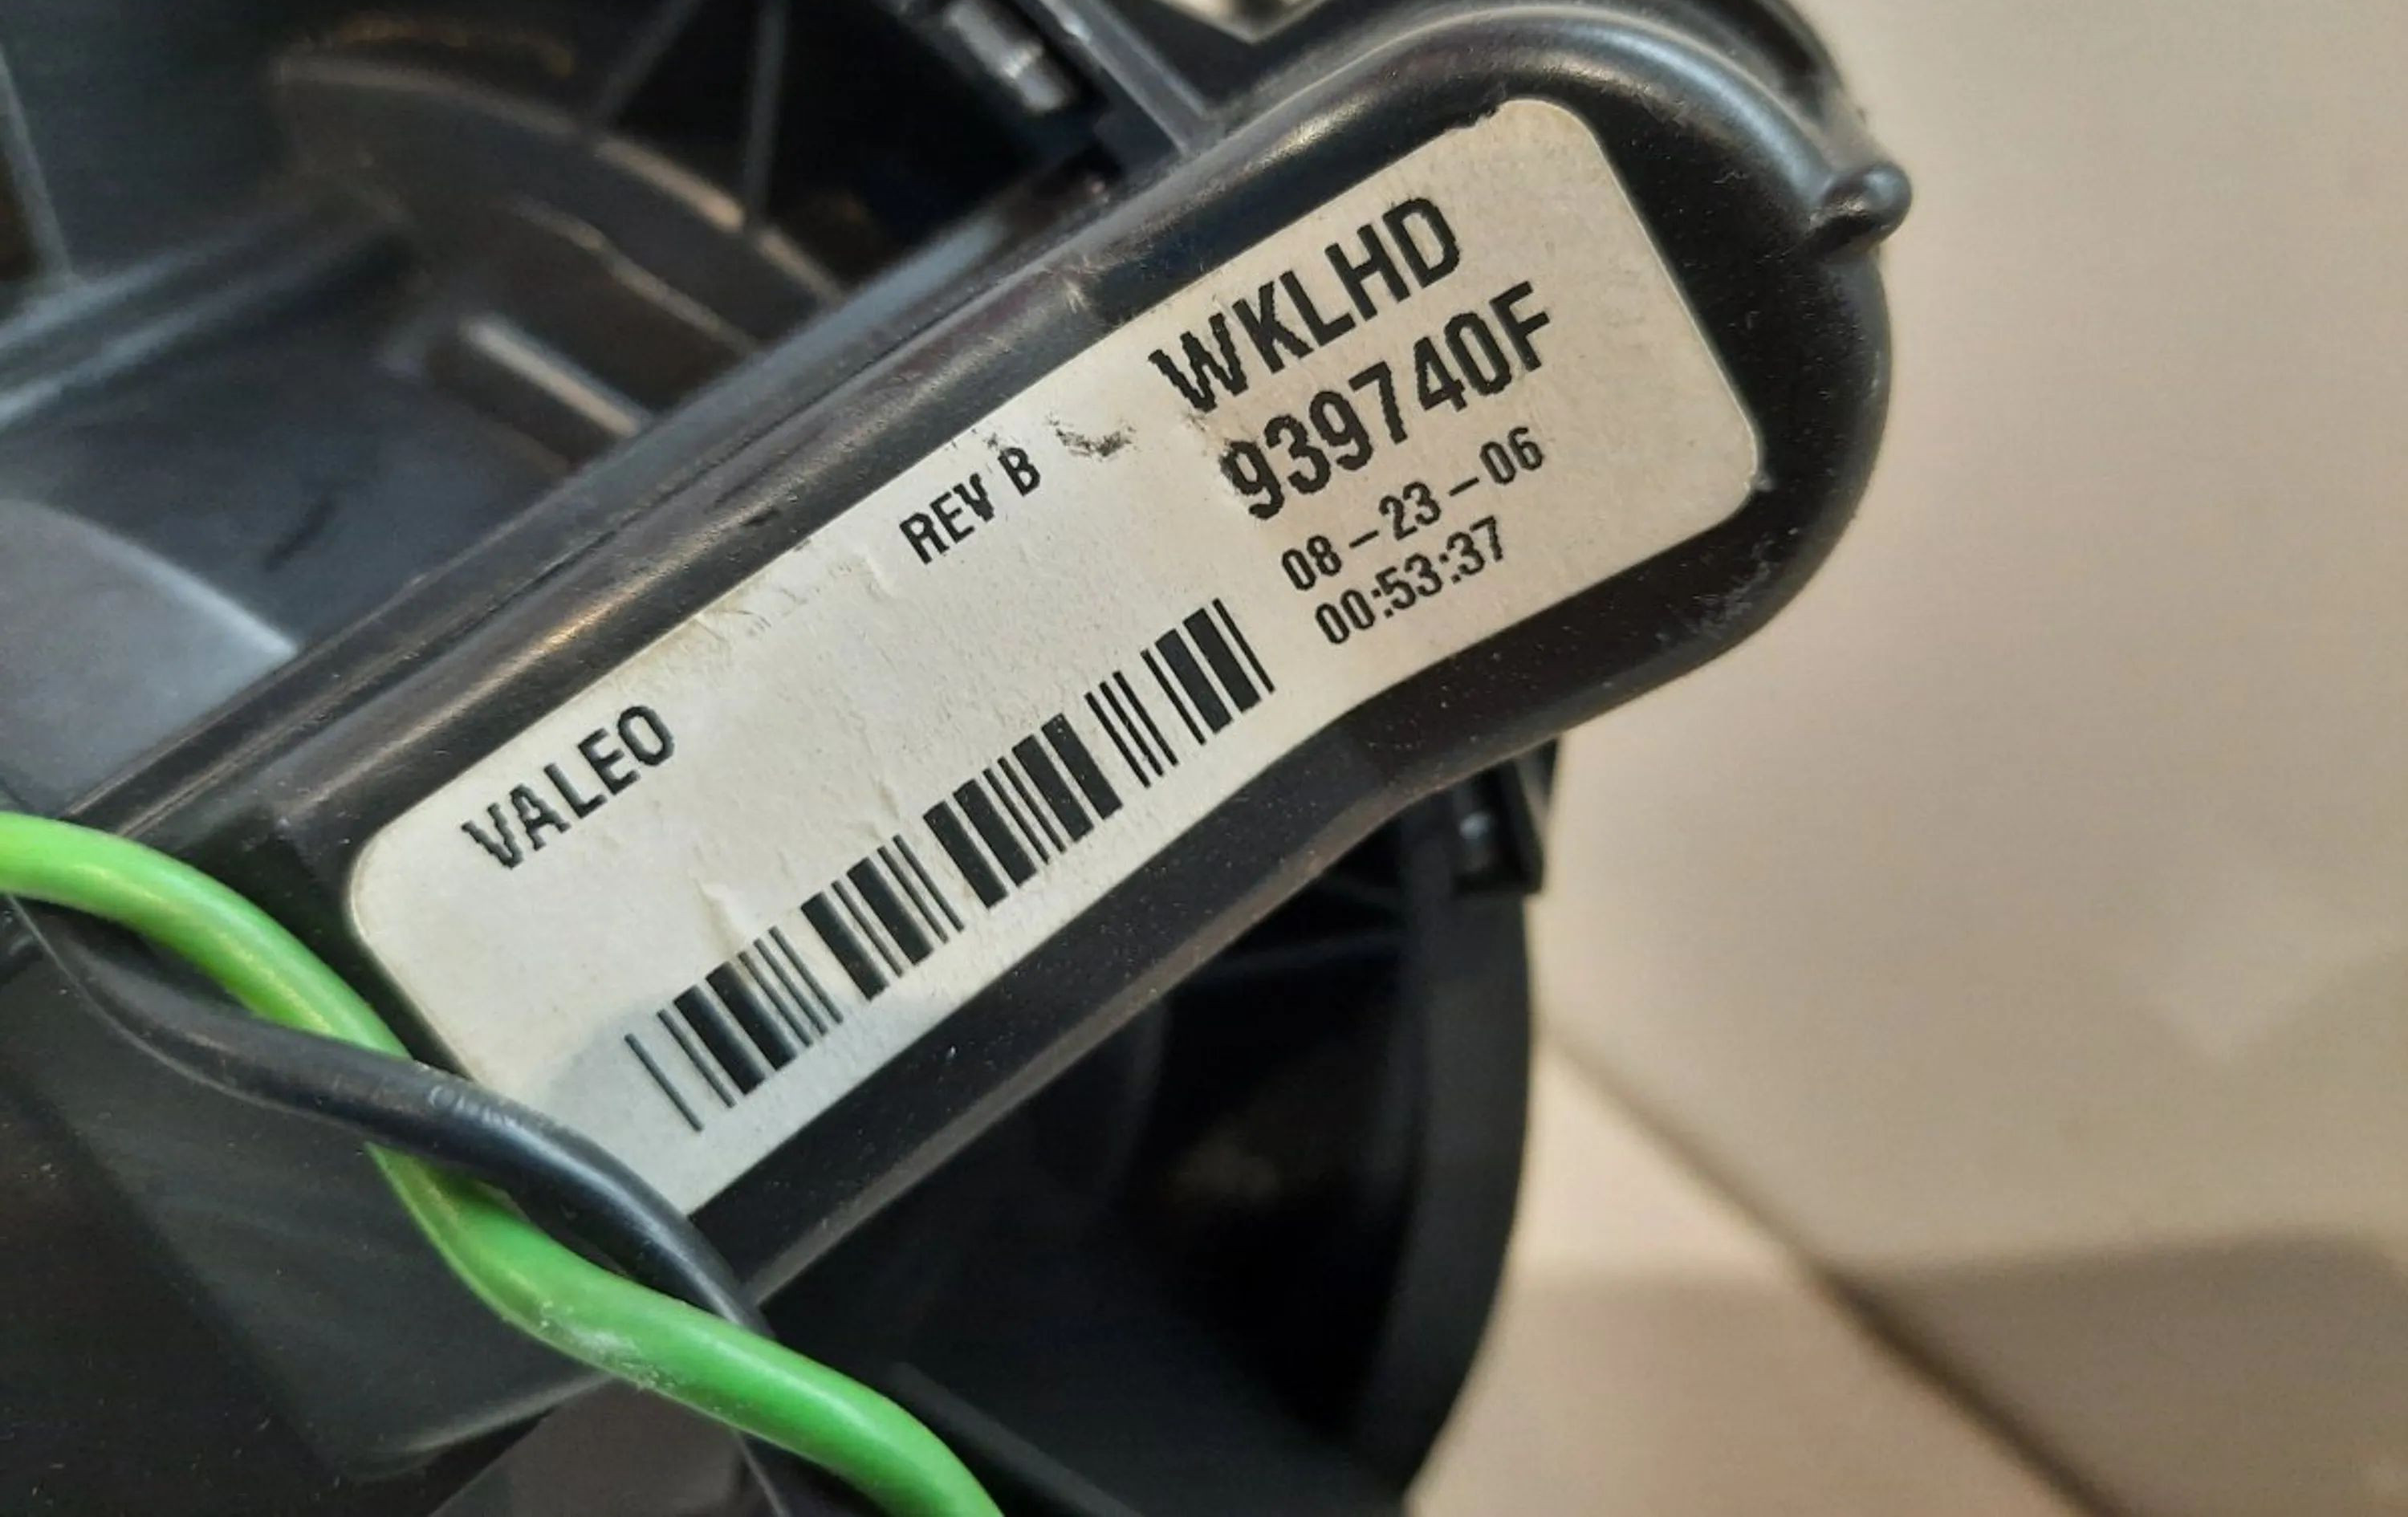 WKLHD
939740F
REV B
08-23-06
00:53:37
VALEO